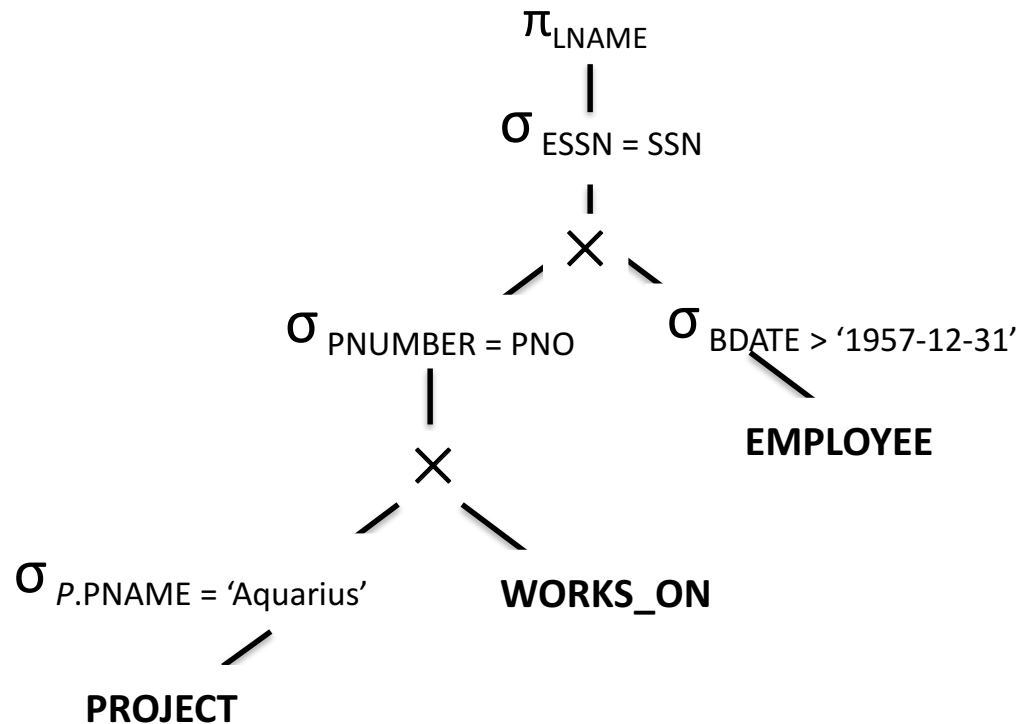 π LNAME
σ ESSN = SSN
×
σ PNUMBER = PNO
σ BDATE > ‘1957-12-31’
EMPLOYEE
×
σ P.PNAME = ‘Aquarius’
WORKS_ON
PROJECT